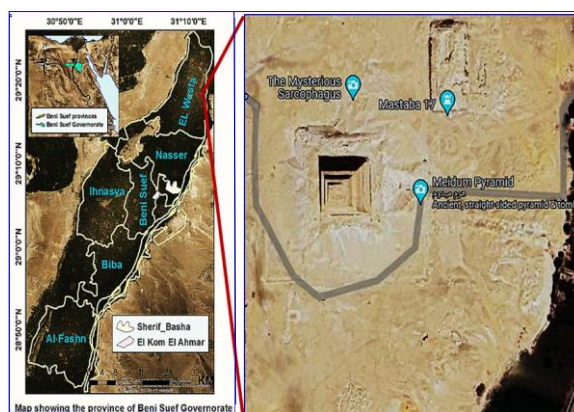 30°50'0"E 31°0'0"E 31°10'0"E
29°20'0"N
29°10'0"N
29°0'0"N
28°50'0"N
Beni Suef provinces
Beni Suef Governorate
EL Wasta
Nasser
Ihnasya
Beni Suef
Biba
Al Fashn
Sherif_Basha
El Kom El Ahmar
KM
Map showing the province of Beni Suef Governorate
The Mysterious
Sarcophagus
Mastaba 17
Meidum Pyramid
Ancient, straight-sided pyramid & tom